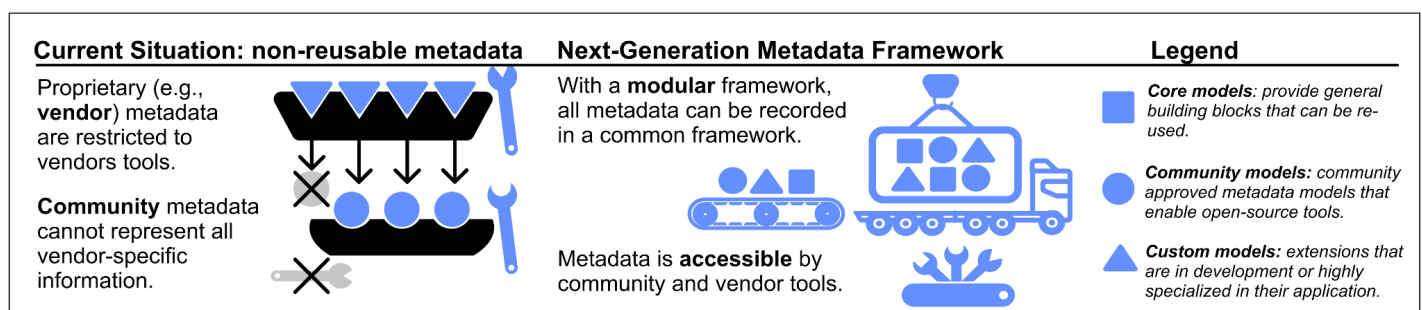 Current Situation: non-reusable metadata
Proprietary (e.g.,
vendor) metadata
are restricted to
vendors tools.
Community metadata
cannot represent all
vendor-specific
information.
Next-Generation Metadata Framework
With a modular framework,
all metadata can be recorded
in a common framework.
Metadata is accessible by
community and vendor tools.
Legend
Core models: provide general
building blocks that can be re-
used.
Community models: community
approved metadata models that
enable open-source tools.
Custom models: extensions that
are in development or highly
specialized in their application.